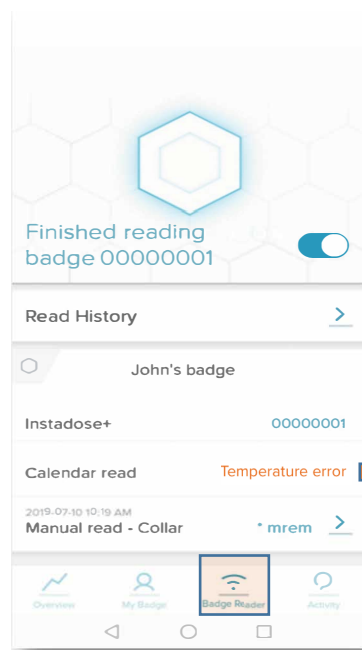 Finished reading
badge 00000001
Read History >
John's badge
Instadose+ 00000001
Calendar read Temperature error
2019-07-10 10:19 AM
Manual read - Collar * mrem >
Overview My Badge Badge Reader Activity